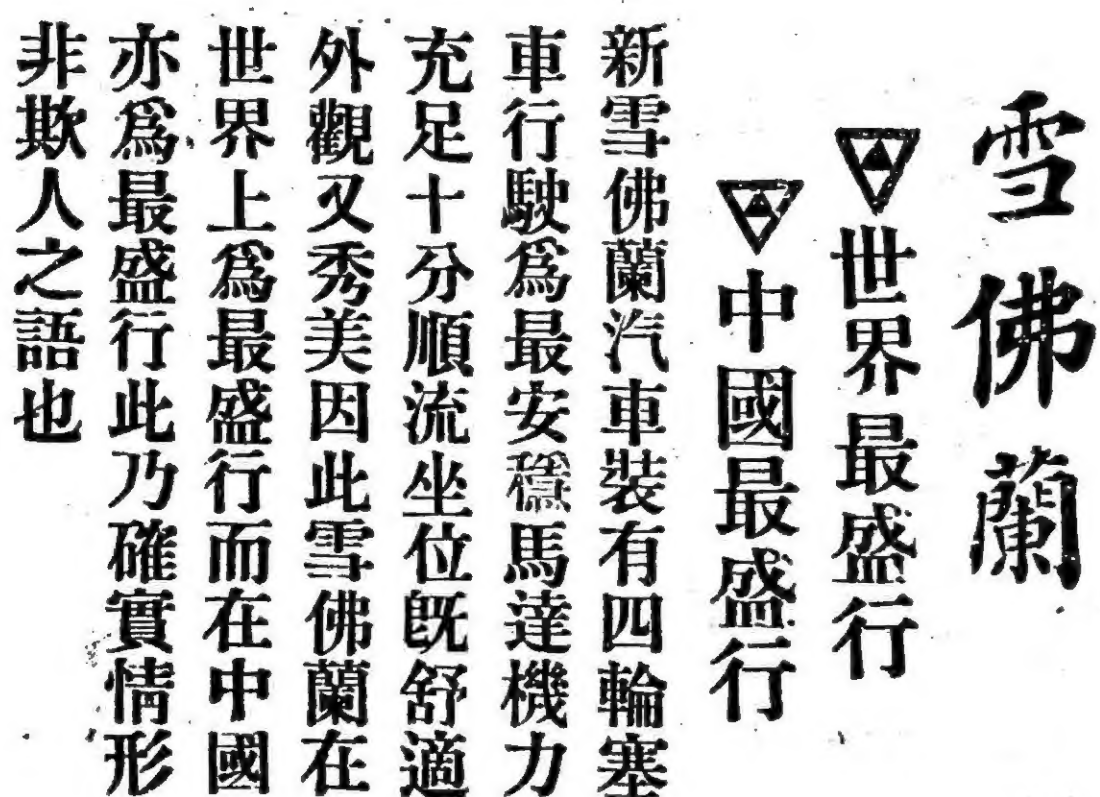 雪佛蘭
世界最盛行
中國最盛行
新雪佛蘭汽車裝有四輪塞
車行駛爲最安穩馬達機力
充足十分順流坐位旣舒適
外觀又秀美因此雪佛蘭在
世界上爲最盛行而在中國
亦爲最盛行此乃確實情形
非欺人之語也